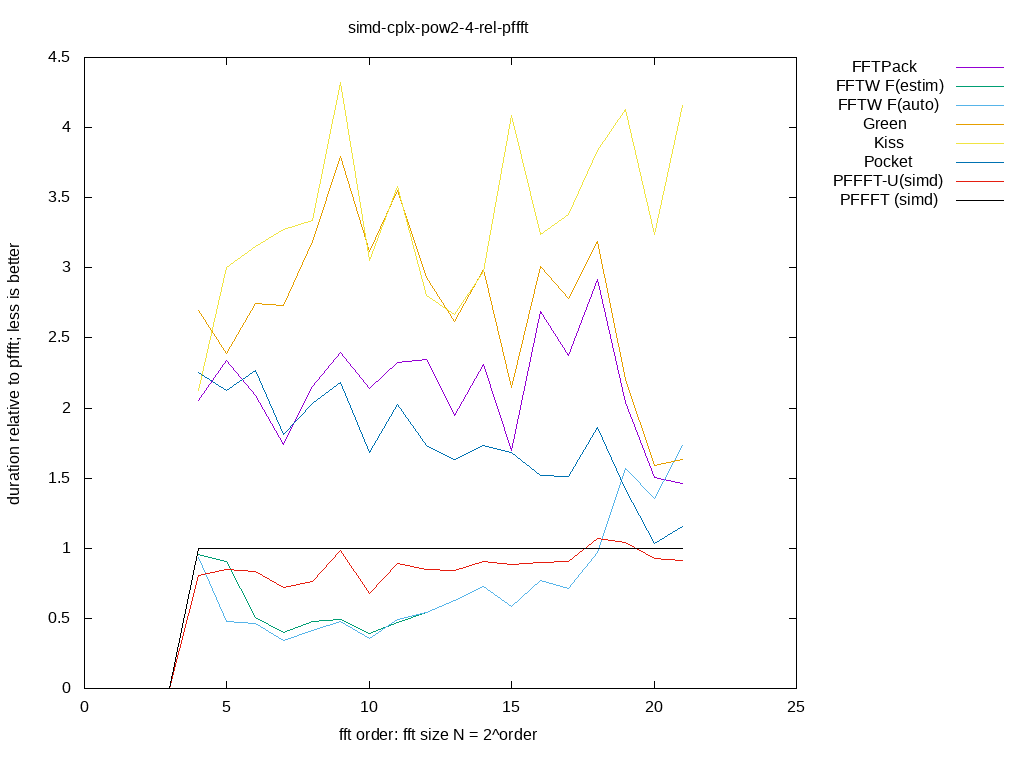 simd-cplx-pow2-4-rel-pffft
4.5
4
3.5
3
2.5
2
1.5
1
0.5
0
duration relative to pffft; less is better
0 5 10 15 20 25
fft order: fft size N = 2^order
FFTPack
FFTW F(estim)
FFTW F(auto)
Green
Kiss
Pocket
PFFFT-U(simd)
PFFFT (simd)